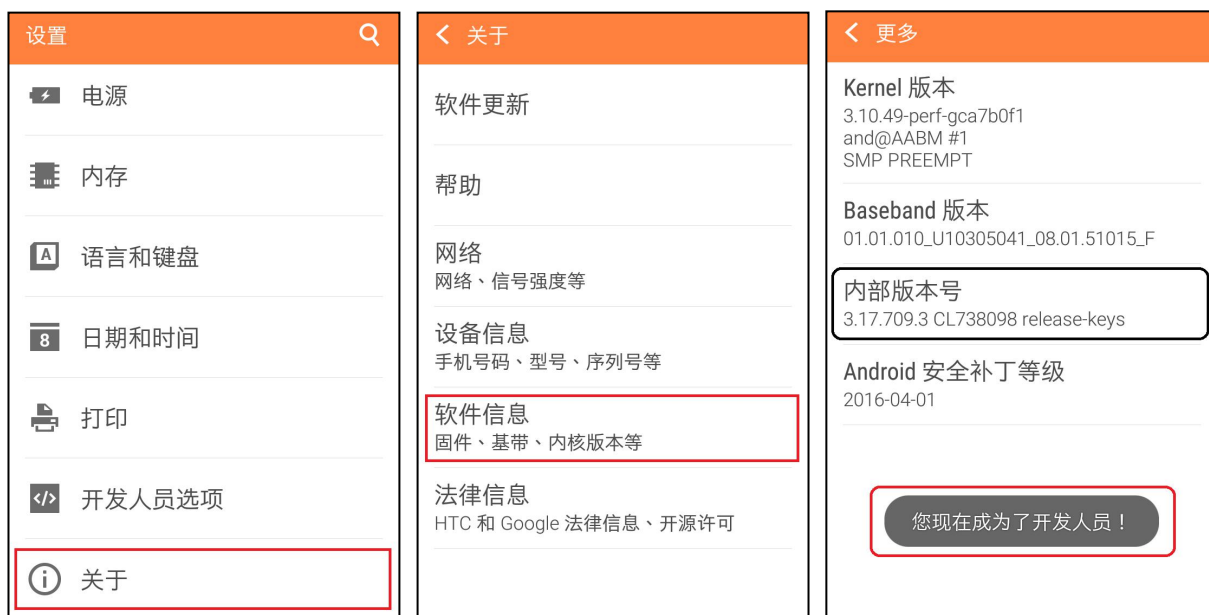 设置
电源
内存
语言和键盘
日期和时间
打印
开发人员选项
关于
关于
软件更新
帮助
网络
网络、信号强度等
设备信息
手机号码、型号、序列号等
软件信息
固件、基带、内核版本等
法律信息
HTC 和 Google 法律信息、开源许可
更多
Kernel 版本
3.10.49-perf-gca7b0f1
and@AABM #1
SMP PREEMPT
Baseband 版本
01.01.010_U10305041_08.01.51015_F
内部版本号
3.17.709.3 CL738098 release-keys
Android 安全补丁等级
2016-04-01
您现在成为了开发人员！